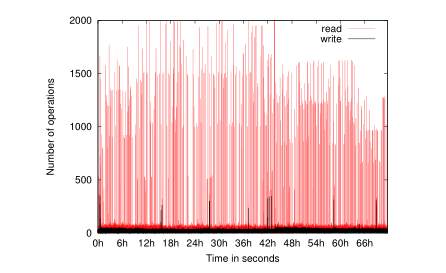 2000
1500
1000
500
0
Number of operations
read
write
0h 6h 12h 18h 24h 30h 36h 42h 48h 54h 60h 66h
Time in seconds